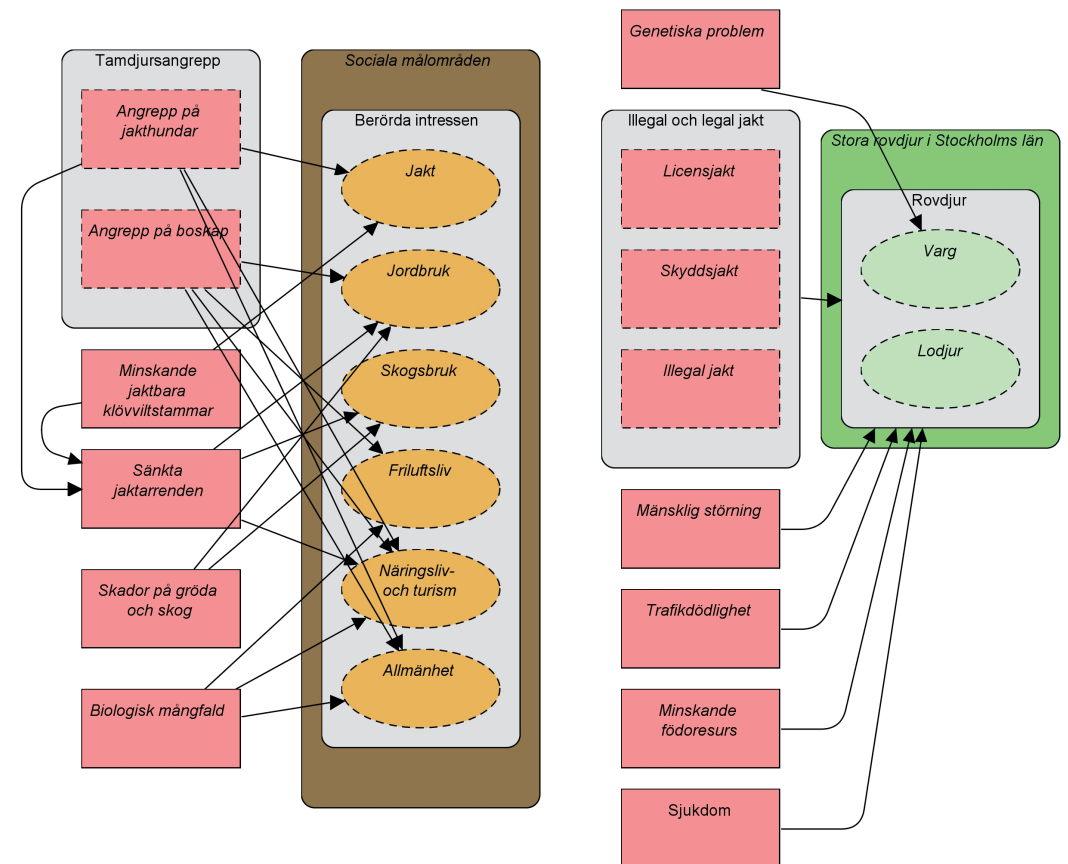 Tamdjursangrepp
Angrepp på
jakthundar
Angrepp på boskap
Minskande
jaktbara
klövviltstammar
Sänkta
jaktarrenden
Skador på gröda
och skog
Biologisk mångfald
Sociala målområden
Berörda intressen
Jakt
Jordbruk
Skogsbruk
Friluftsliv
Näringsliv-
och turism
Allmänhet
Genetiska problem
Illegal och legal jakt
Licensjakt
Skyddsjakt
Illegal jakt
Mänsklig störning
Trafikdödlighet
Minskande
födoresurs
Sjukdom
Stora rovdjur i Stockholms län
Rovdjur
Varg
Lodjur